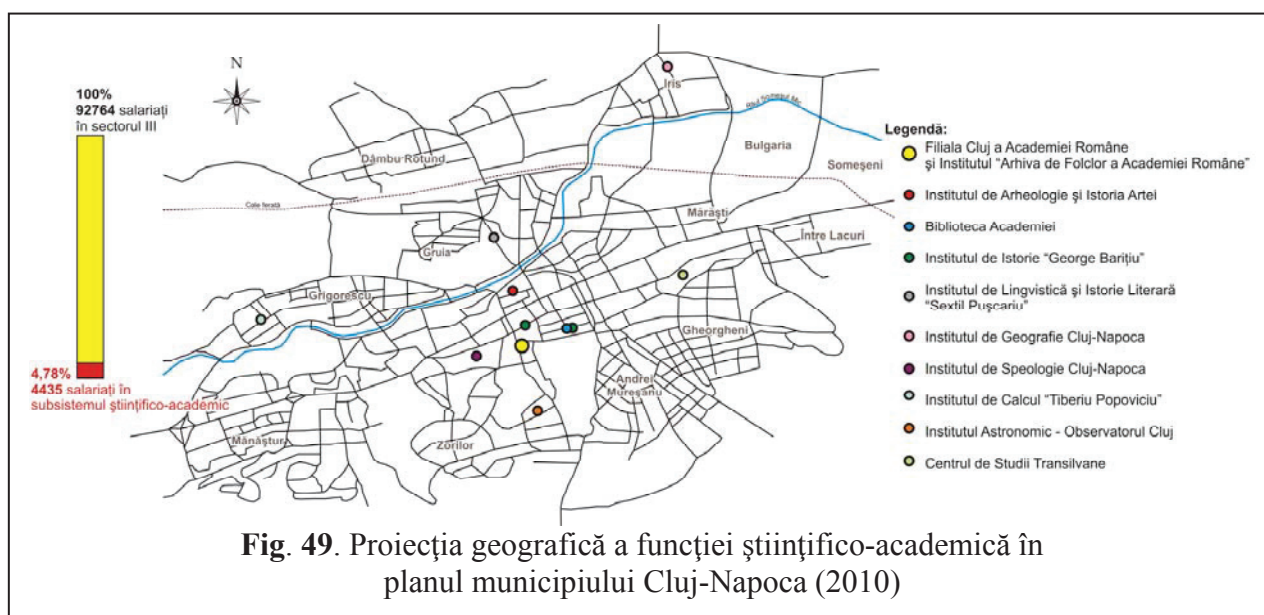 N
100%
92764 salariați
în sectorul III
4,78%
4435 salariați în
subsistemul științifico-academic
Iris
Râul Someşul Mic
Bulgaria
Someşeni
Dâmbu-Rotund
Cale ferată
Mărăşti
Între Lacuri
Gruia
Grigorescu
Gheorgheni
Andrei
Mureşanu
Mănăştur
Zorilor
Legendă:
Filiala Cluj a Academiei Române
şi Institutul "Arhiva de Folclor a Academiei Române"
Institutul de Arheologie şi Istoria Artei
Biblioteca Academiei
Institutul de Istorie "George Bariţiu"
Institutul de Lingvistică şi Istorie Literară
"Sextil Puşcariu"
Institutul de Geografie Cluj-Napoca
Institutul de Speologie Cluj-Napoca
Institutul de Calcul "Tiberiu Popoviciu"
Institutul Astronomic - Observatorul Cluj
Centrul de Studii Transilvane
Fig. 49. Proiecţia geografică a funcţiei ştiinţifico-academică în
planul municipiului Cluj-Napoca (2010)